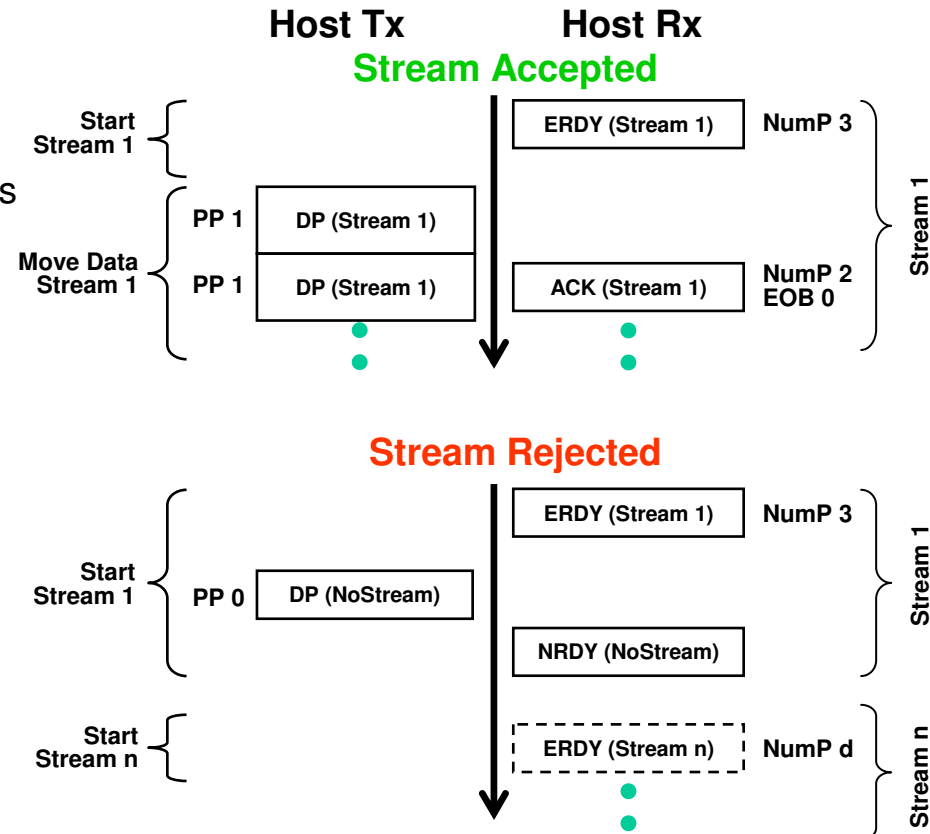 Host Tx Host Rx
Stream Accepted
Start
Stream 1
ERDY (Stream 1) NumP 3
Stream 1
s
PP 1 DP (Stream 1)
Move Data
Stream 1
PP 1 DP (Stream 1) ACK (Stream 1) NumP 2
EOB 0
Stream Rejected
ERDY (Stream 1) NumP 3
Stream 1
Start
Stream 1
PP 0 DP (NoStream)
NRDY (NoStream)
Start
Stream n
ERDY (Stream n) NumP d
Stream n